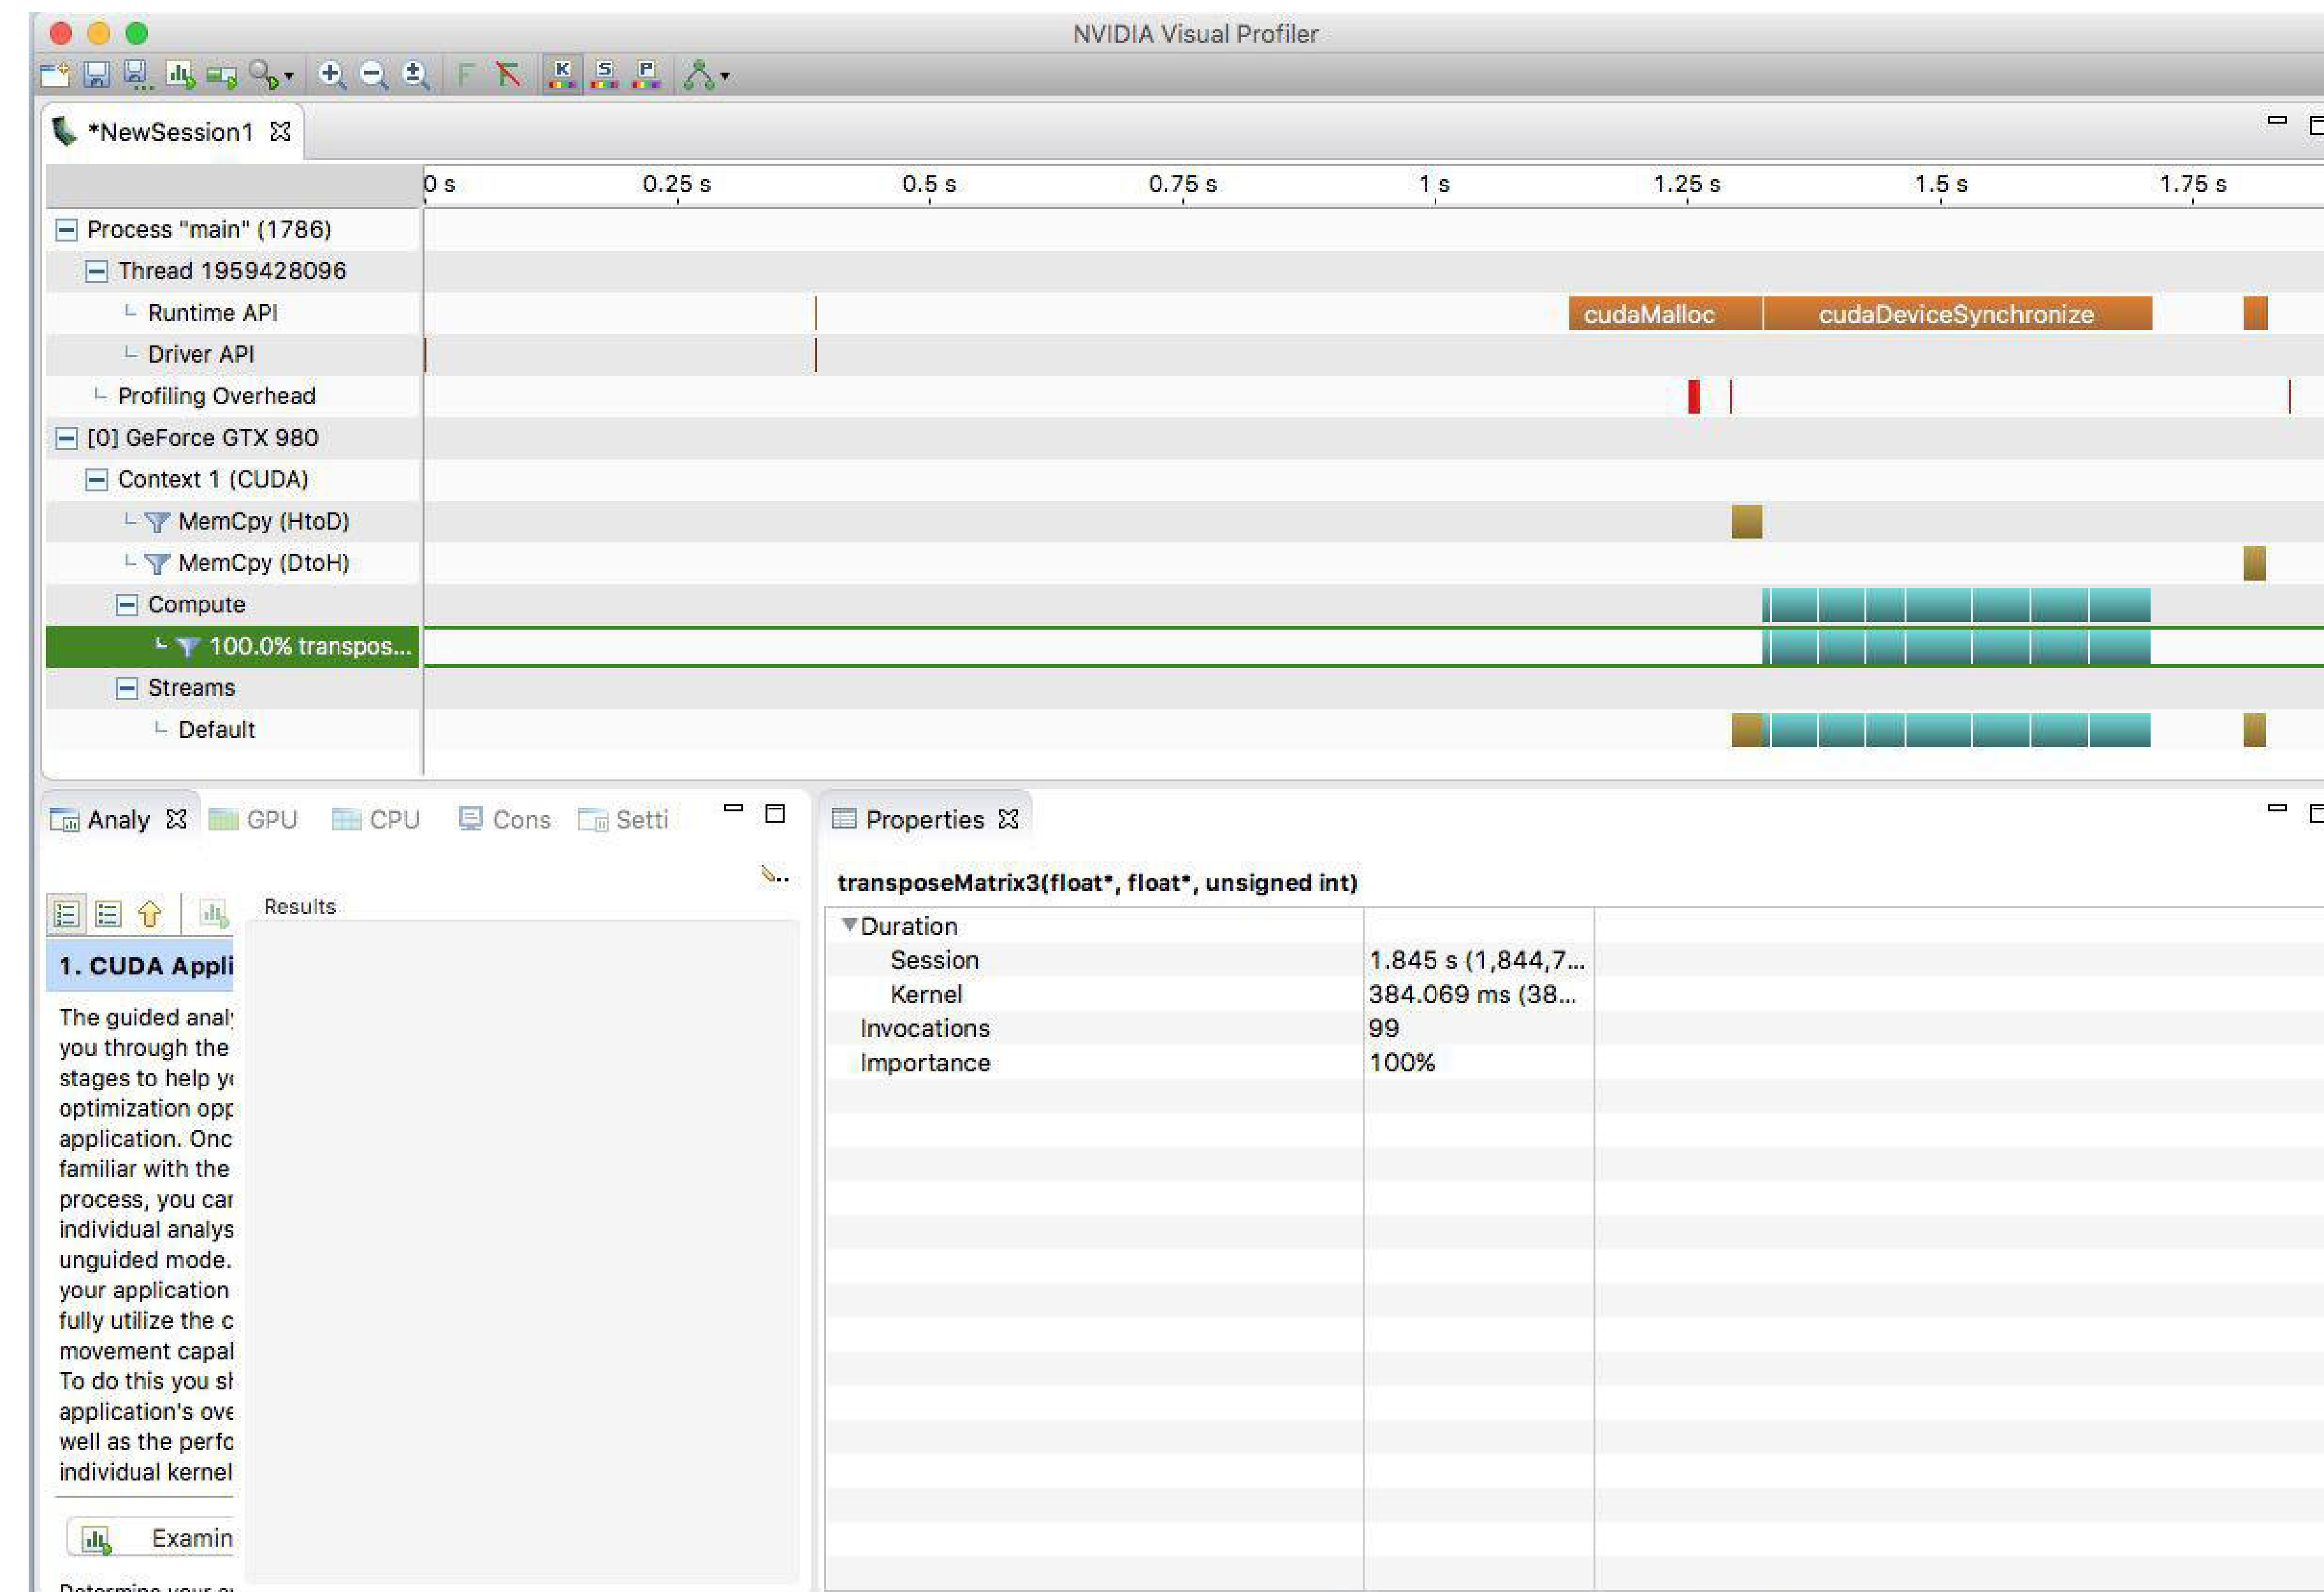 NVIDIA Visual Profiler
K S P
*NewSession1
0 s 0.25 s 0.5 s 0.75 s 1 s 1.25 s 1.5 s 1.75 s
Process "main" (1786)
Thread 1959428096
Runtime API cudaMalloc cudaDeviceSynchronize
Driver API
Profiling Overhead
[0] GeForce GTX 980
Context 1 (CUDA)
MemCpy (HtoD)
MemCpy (DtoH)
Compute
100.0% transpos...
Streams
Default
Analy GPU CPU Cons Setti
Results
1. CUDA Appli
The guided analy
you through the
stages to help yo
optimization opp
application. Onc
familiar with the
process, you can
individual analys
unguided mode.
your application
fully utilize the c
movement capal
To do this you sh
application's ove
well as the perfo
individual kernel
Examin
Determine your
Properties
transposeMatrix3(float*, float*, unsigned int)
Duration
Session 1.845 s (1,844,7...
Kernel 384.069 ms (38...
Invocations 99
Importance 100%